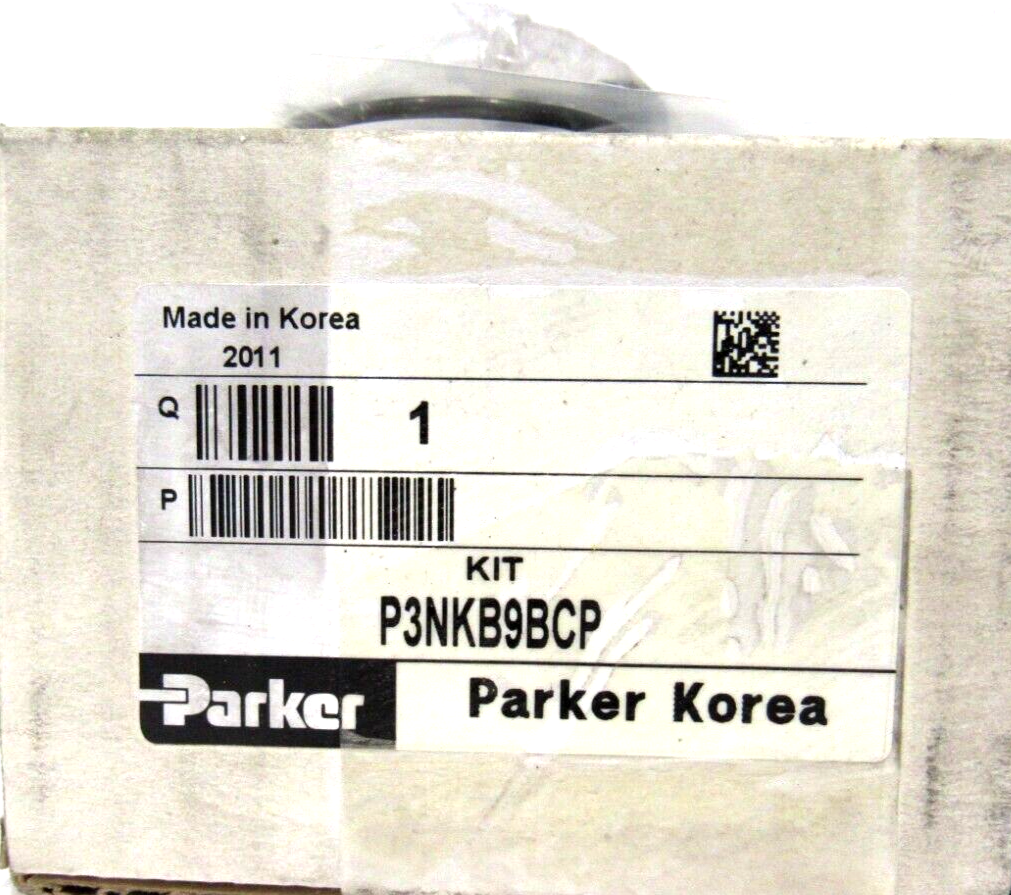 Made in Korea
2011
Q 1
P
KIT
P3NKB9BCP
Parker
Parker Korea